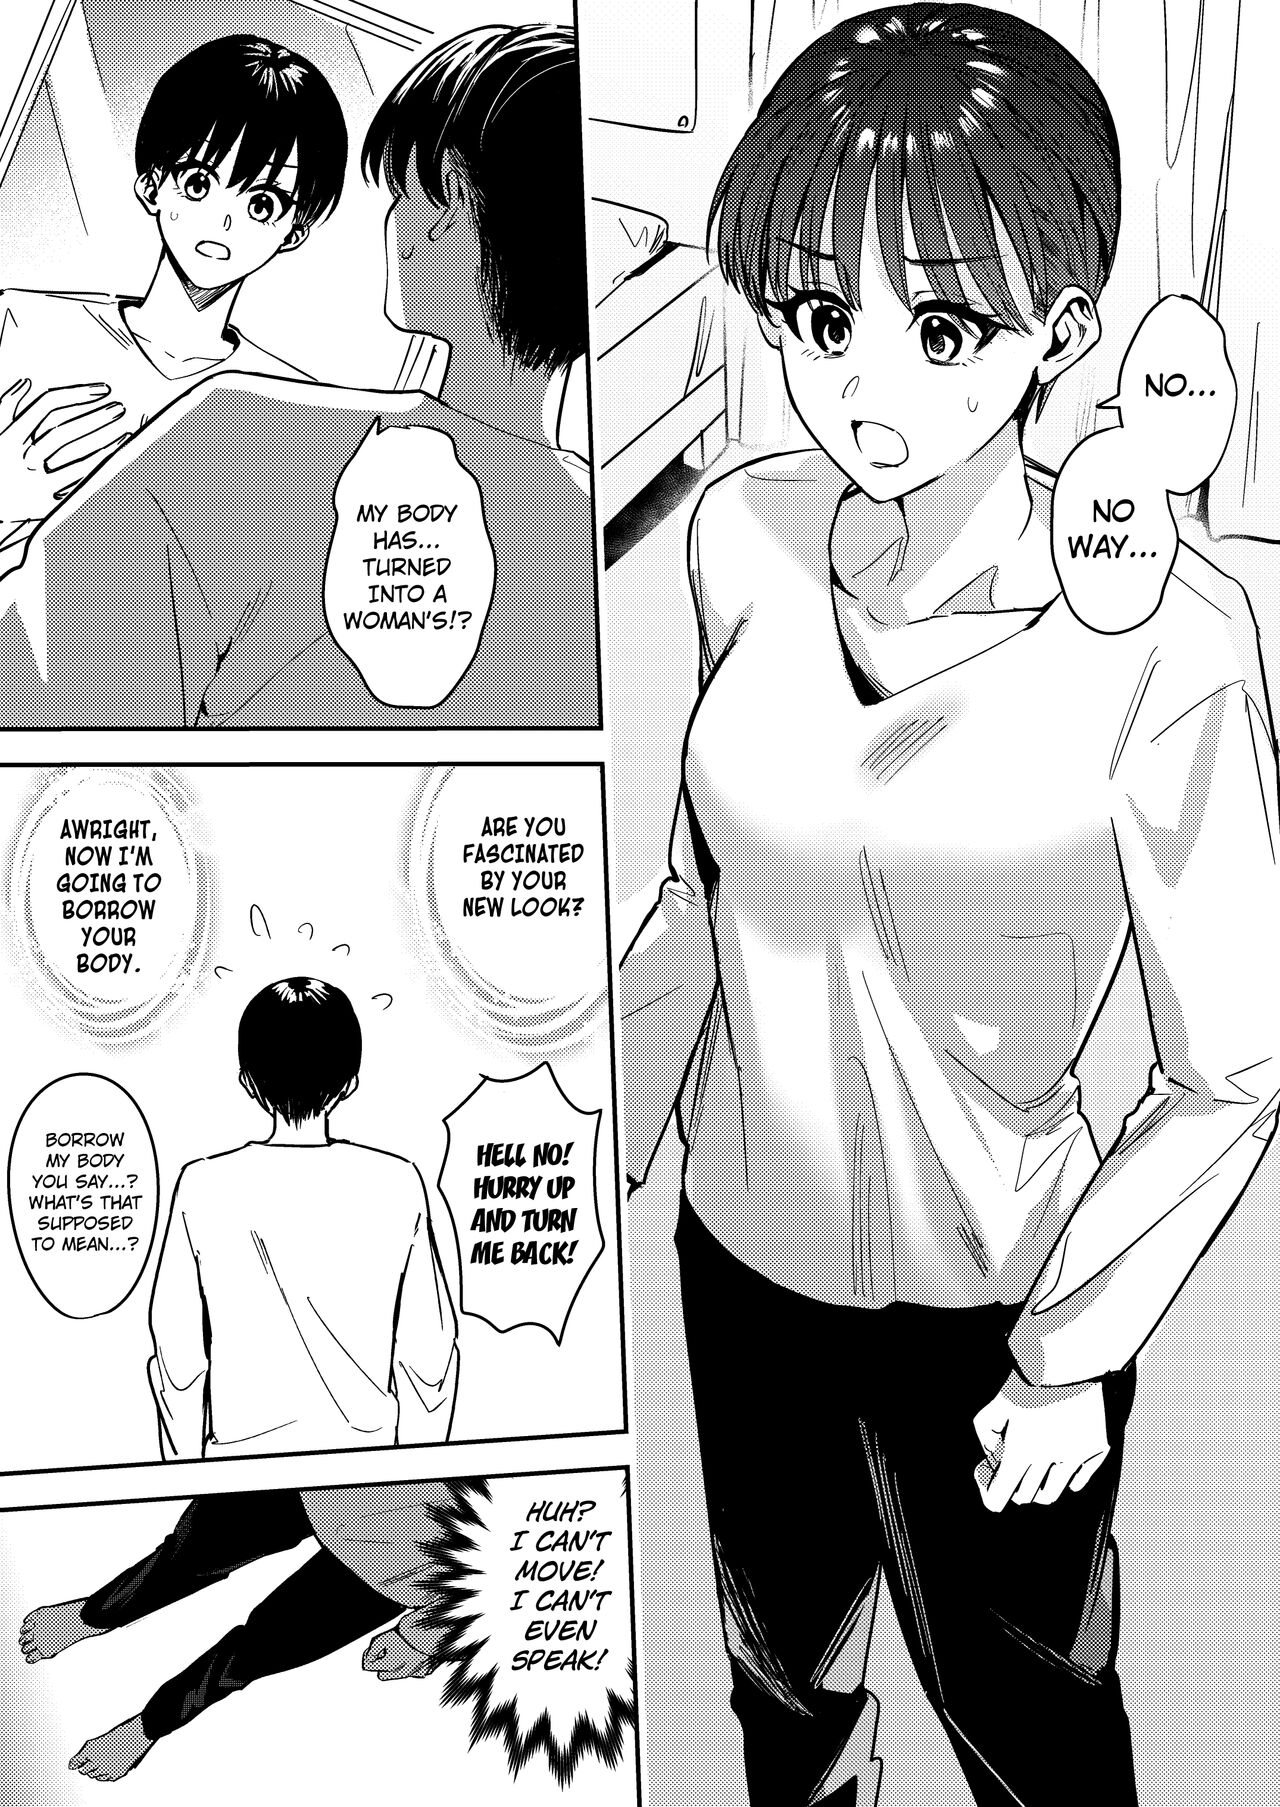 NO...
NO
WAY...
MY BODY
HAS...
TURNED
INTO A
WOMAN'S!?
ARE YOU
FASCINATED
BY YOUR
NEW LOOK?
HELL NO!
HURRY UP
AND TURN
ME BACK!
AWRIGHT,
NOW I'M
GOING TO
BORROW
YOUR
BODY.
BORROW
MY BODY
YOU SAY...?
WHAT'S THAT
SUPPOSED
TO MEAN...?
HUH?
I CAN'T
MOVE!
I CAN'T
EVEN
SPEAK!